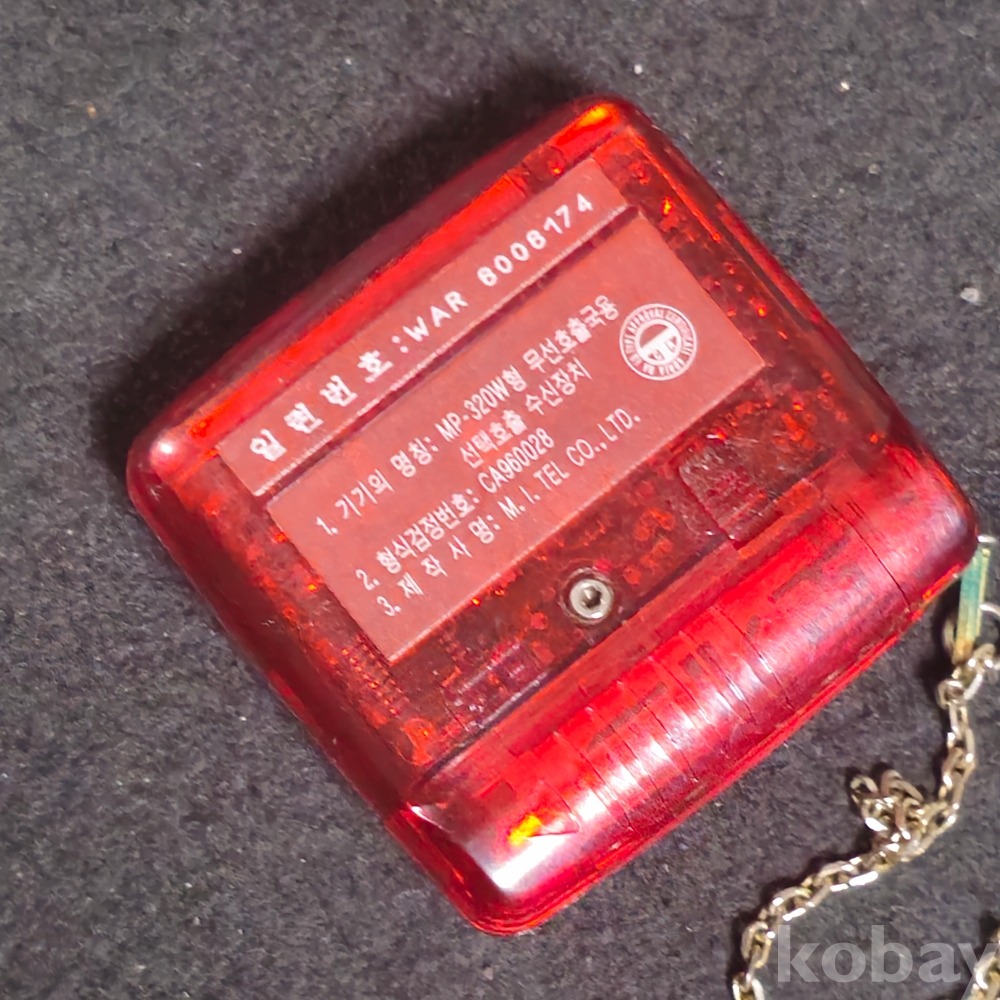 일 련 번 호 : WAR 8008174
1. 기기의 명칭: MP-320W형 무선호출국용
선택호출 수신장치
2. 형식검정번호: CA960028
3. 제 작 사 명: M. I. TEL CO., LTD.
kobay